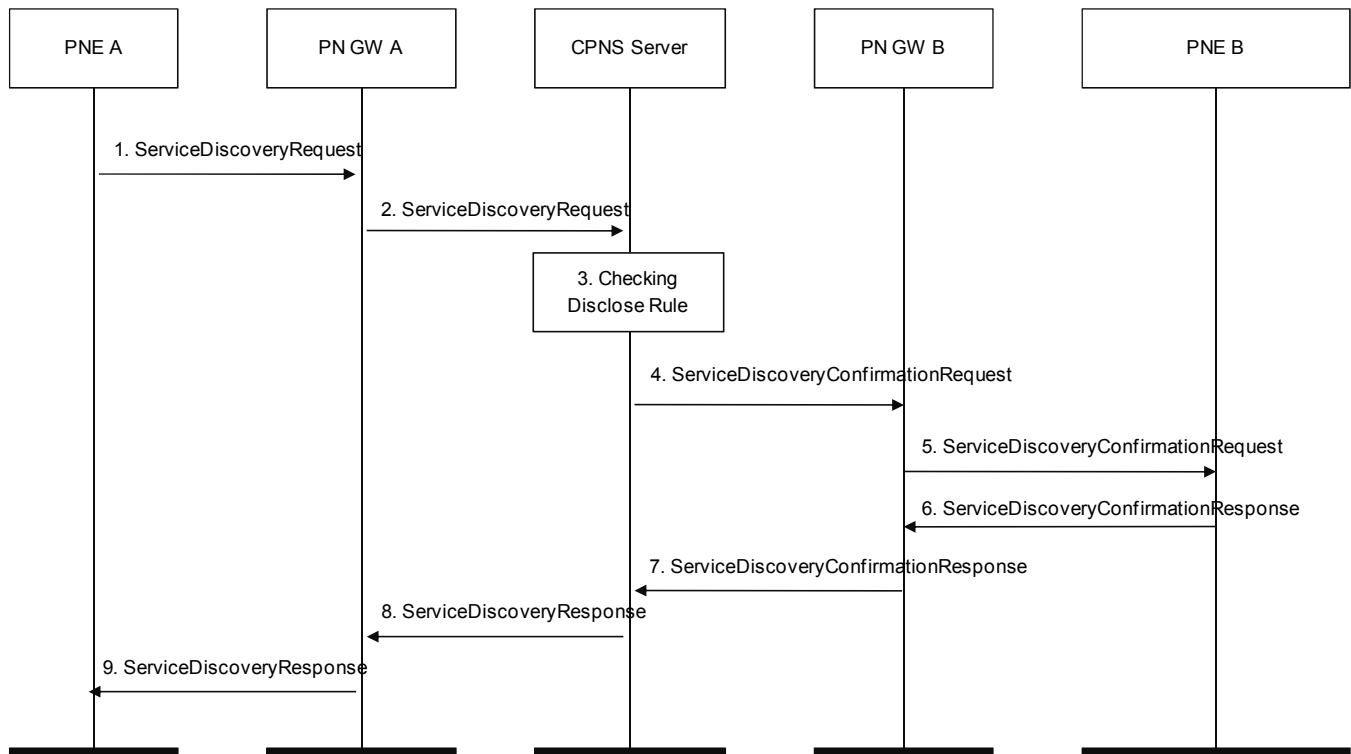 PNE A
PN GW A
CPNS Server
PN GW B
PNE B
1. ServiceDiscoveryRequest
2. ServiceDiscoveryRequest
3. Checking
Disclose Rule
4. ServiceDiscoveryConfirmationRequest
5. ServiceDiscoveryConfirmationRequest
6. ServiceDiscoveryConfirmationResponse
7. ServiceDiscoveryConfirmationResponse
8. ServiceDiscoveryResponse
9. ServiceDiscoveryResponse